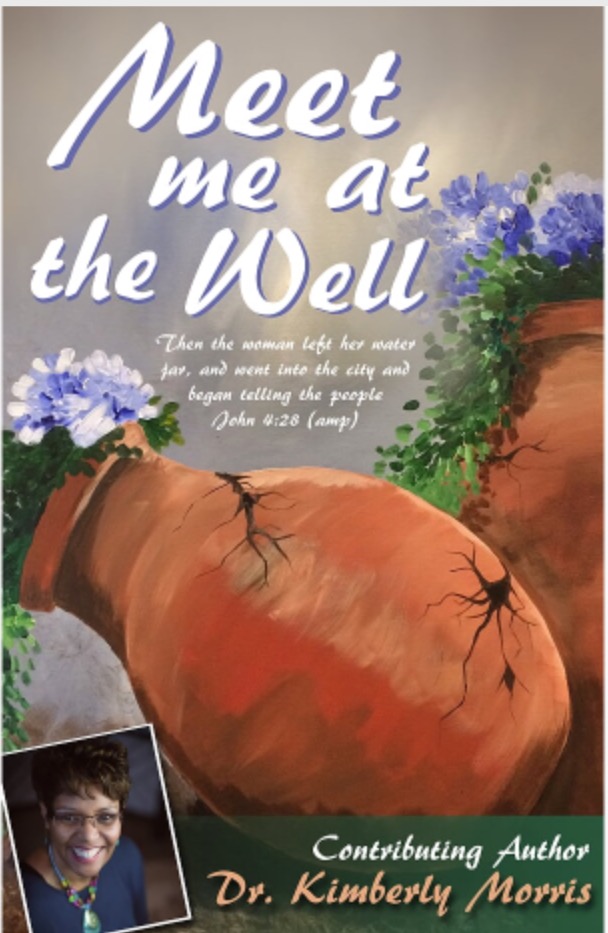 Meet
me at
the Well
Then the woman left her water
jar, and went into the city and
began telling the people
John 4:28 (amp)
Contributing Author
Dr. Kimberly Morris